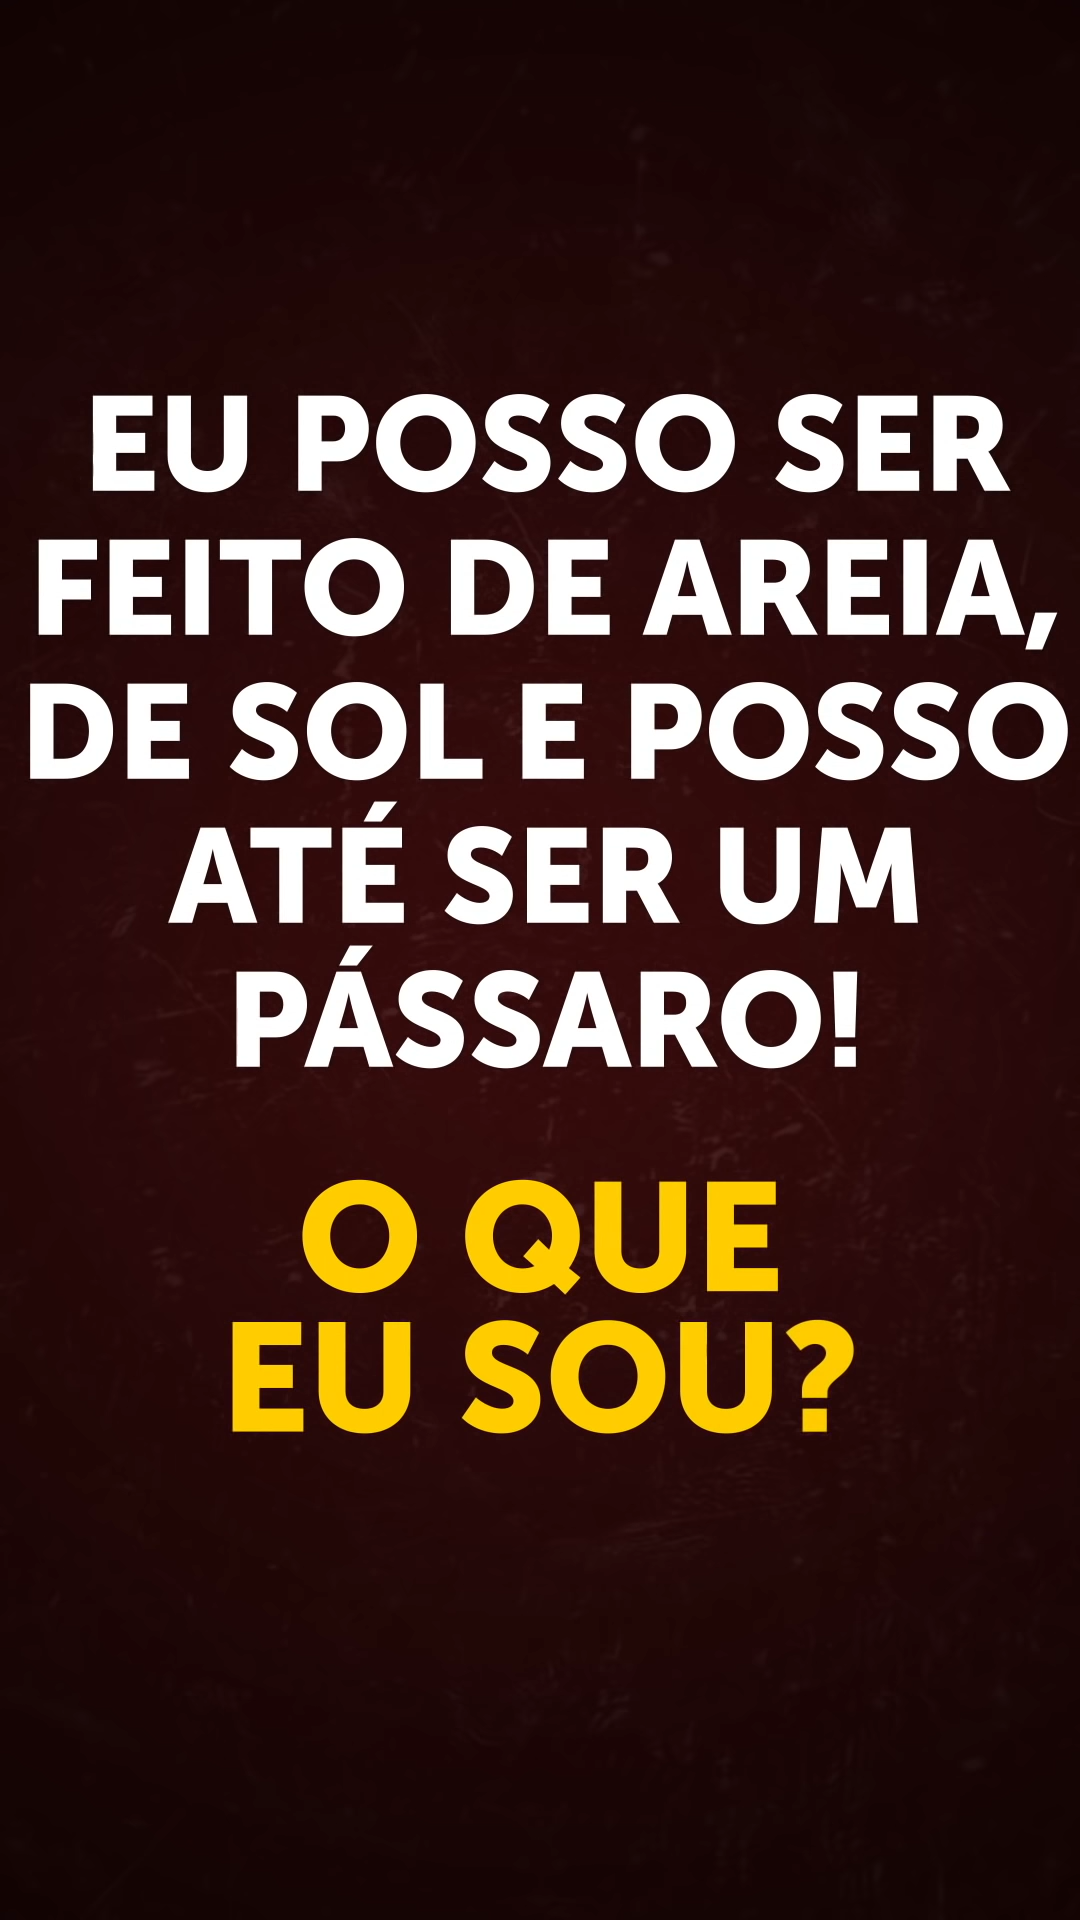 EU POSSO SER
FEITO DE AREIA,
DE SOL E POSSO
ATÉ SER UM
PÁSSARO!
O QUE
EU SOU?